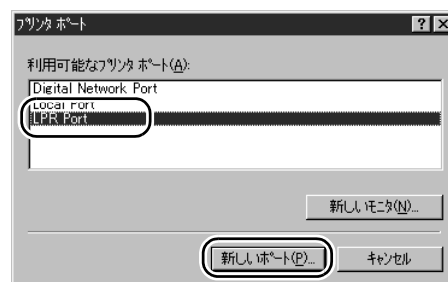 プリンタ ポート
利用可能なプリンタ ポート(A):
Digital Network Port
Local Port
LPR Port
新しいモニタ(N)...
新しいポート(P)...
キャンセル